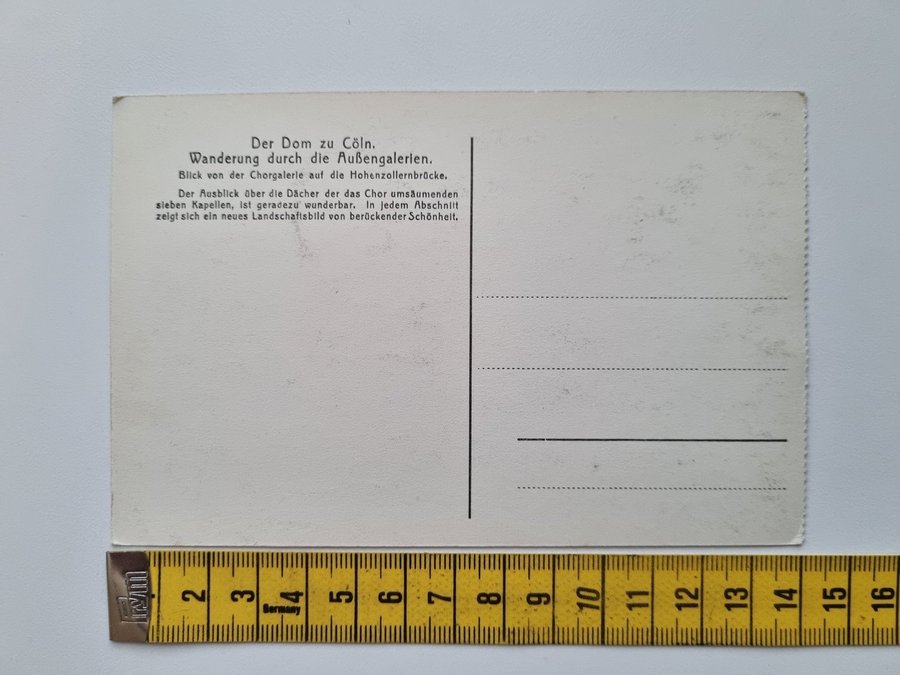 Der Dom zu Cöln.
Wanderung durch die Außengalerien.
Blick von der Chorgalerie auf die Hohenzollernbrücke.
Der Ausblick über die Dächer der das Chor umsäumenden
sieben Kapellen, ist geradezu wunderbar. In jedem Abschnitt
zeigt sich ein neues Landschaftsbild von berückender Schönheit.
Prym
2 3 4 5 6 7 8 9 10 11 12 13 14 15 16
Germany